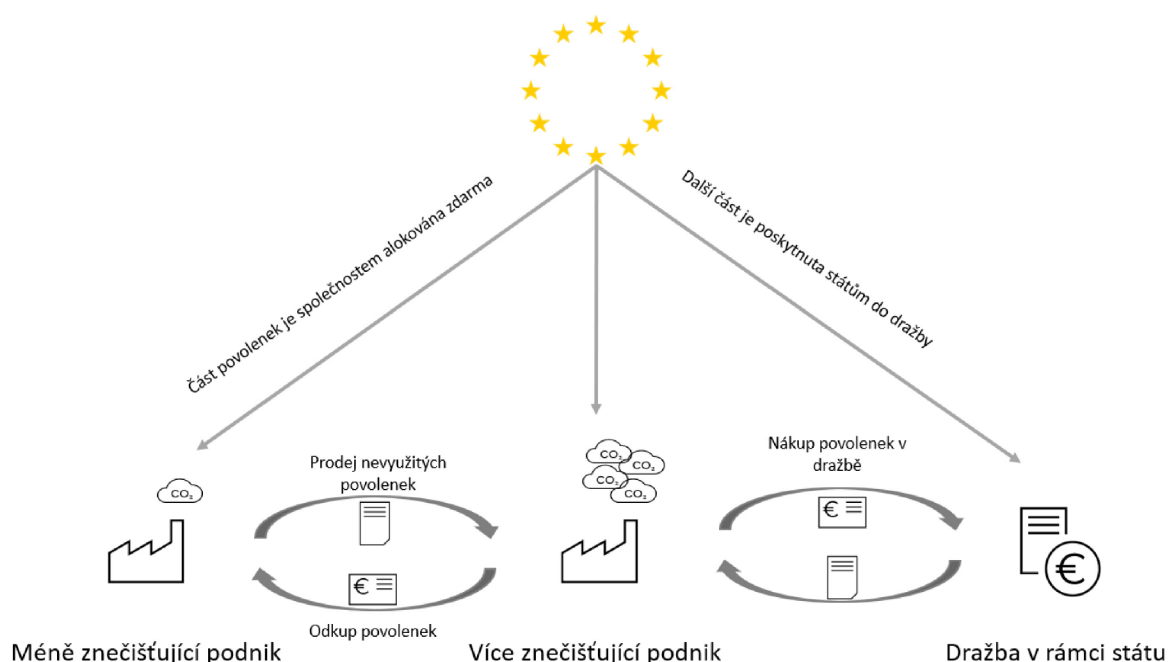 Část povolenek je společnostem alokována zdarma
Další část je poskytnuta státům do dražby
CO₂
Prodej nevyužitých
povolenek
€
Odkup povolenek
CO₂
CO₂
CO₂
CO₂
Nákup povolenek v
dražbě
€
€
Méně znečišťující podnik
Více znečišťující podnik
Dražba v rámci státu